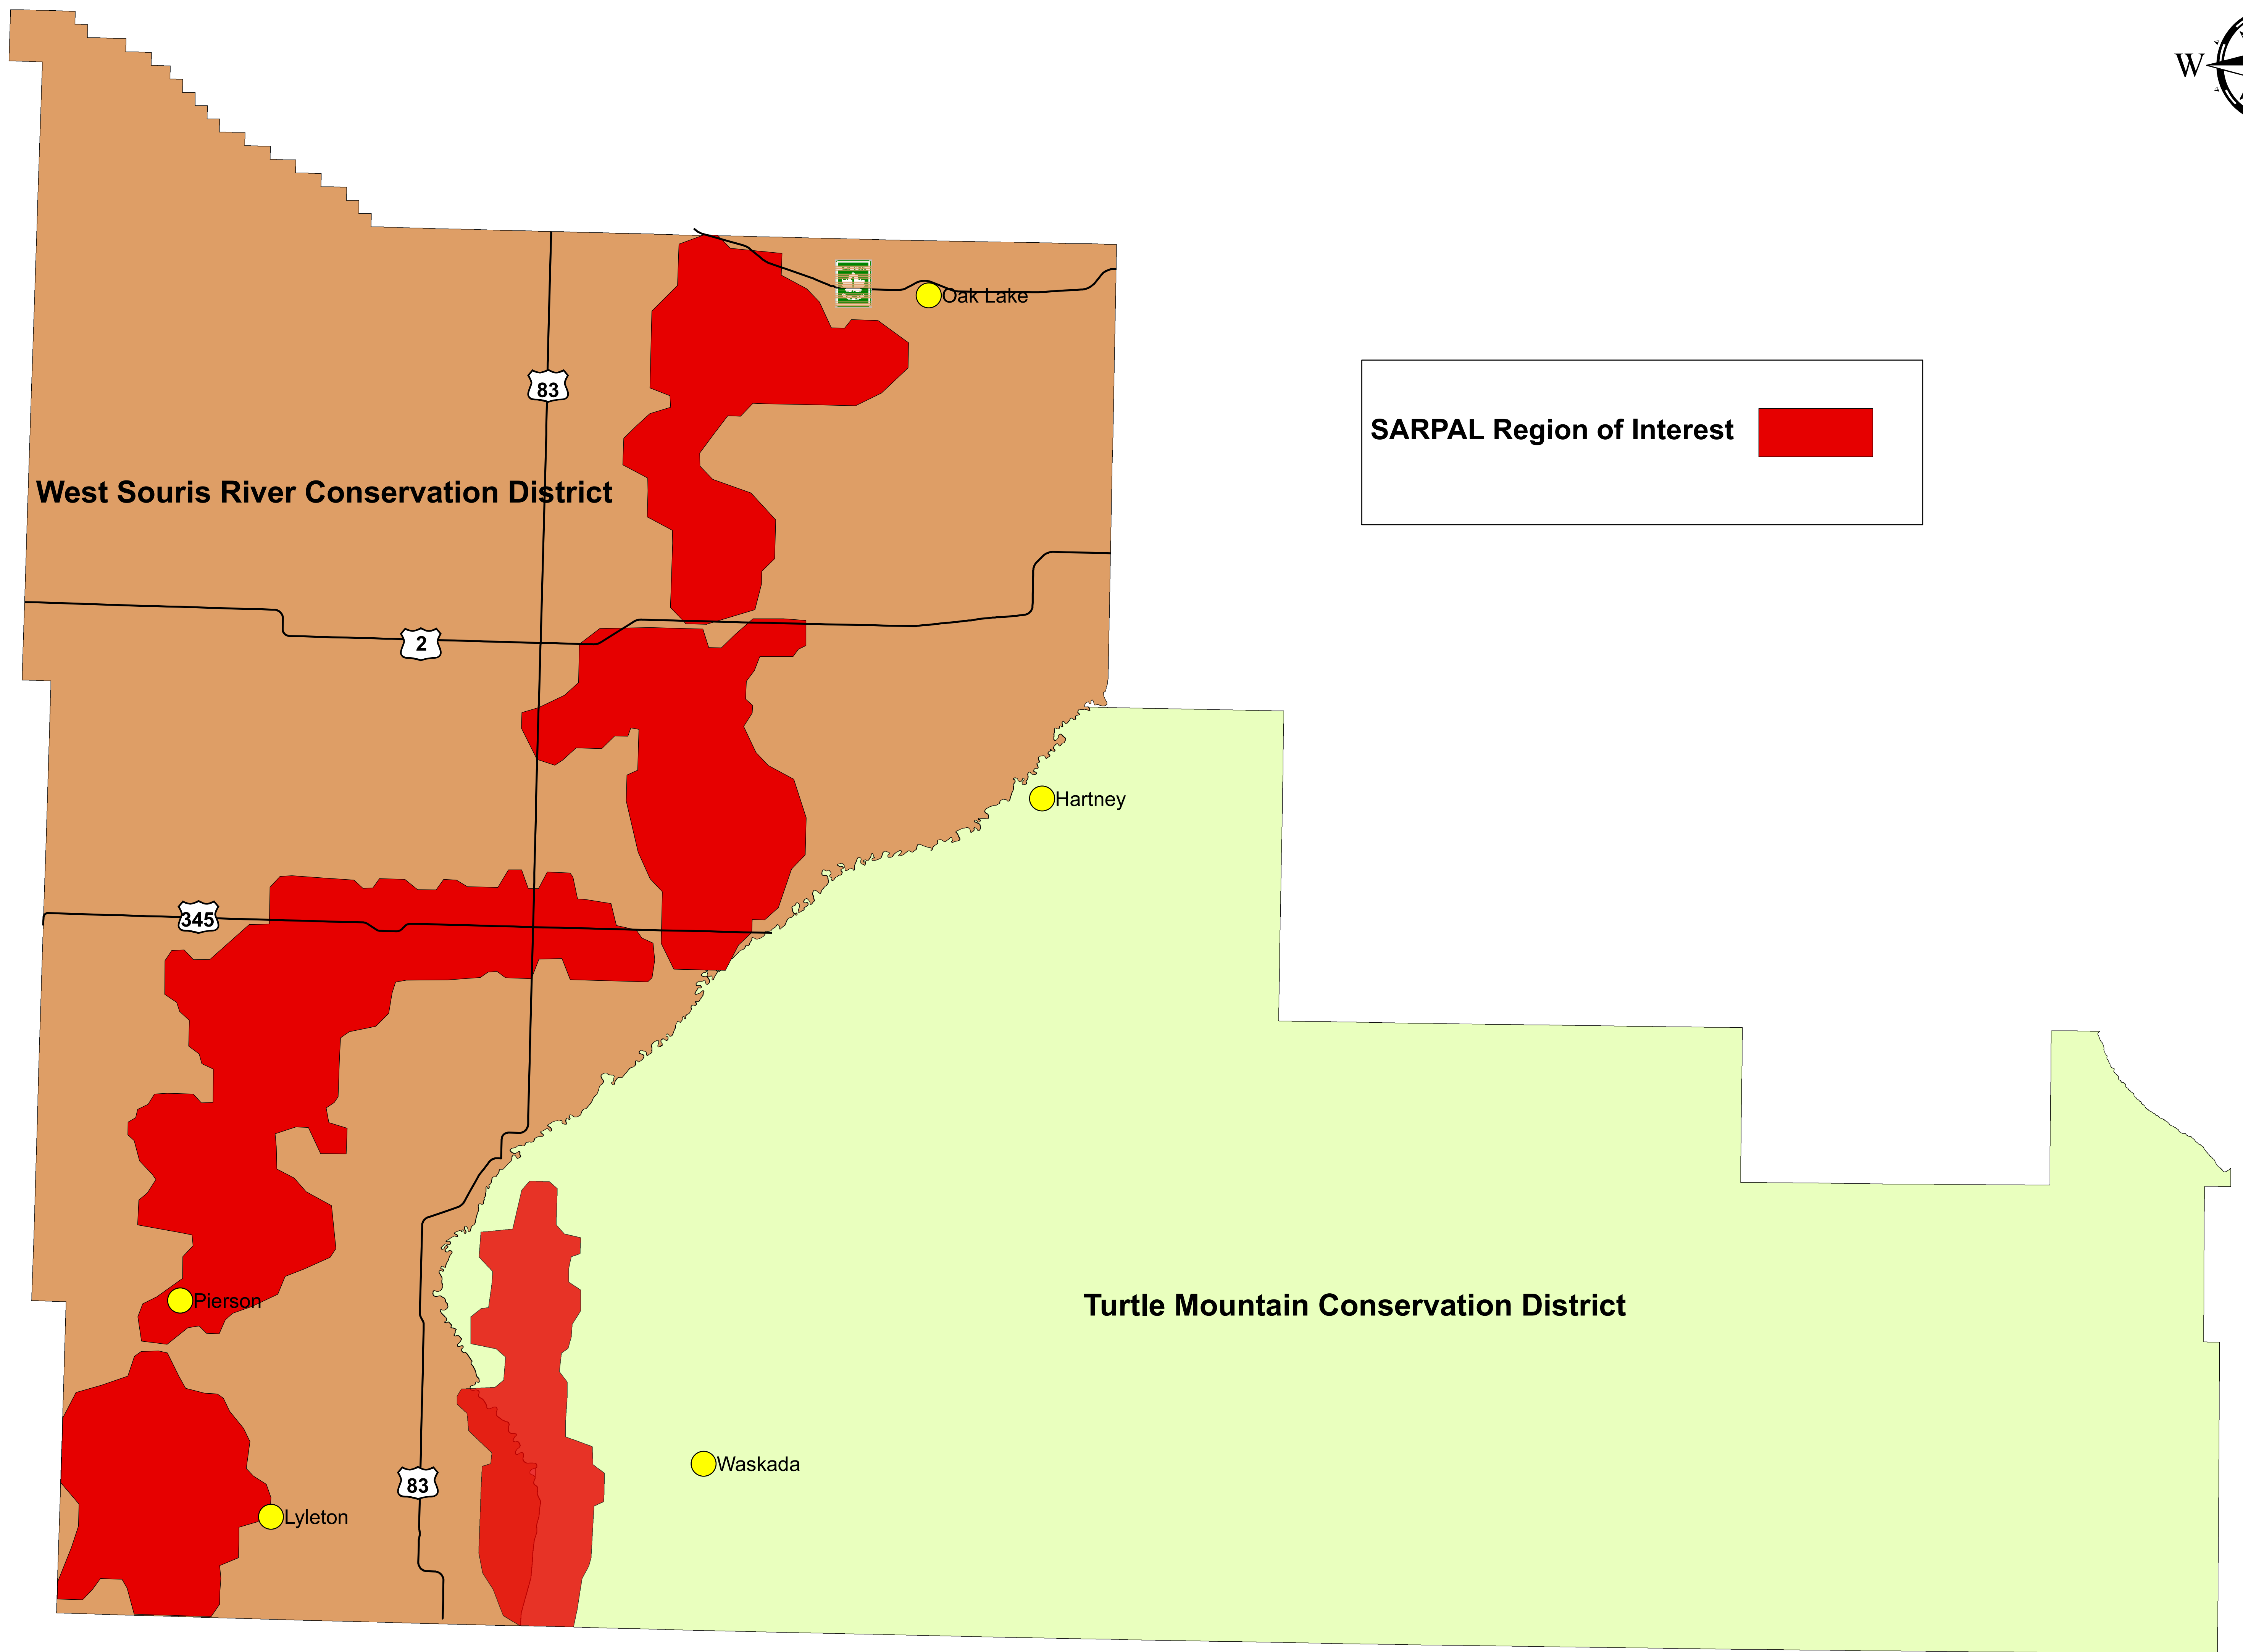 W
1
Oak Lake
83
SARPAL Region of Interest
West Souris River Conservation District
2
Hartney
345
Pierson
Turtle Mountain Conservation District
Waskada
83
Lyleton